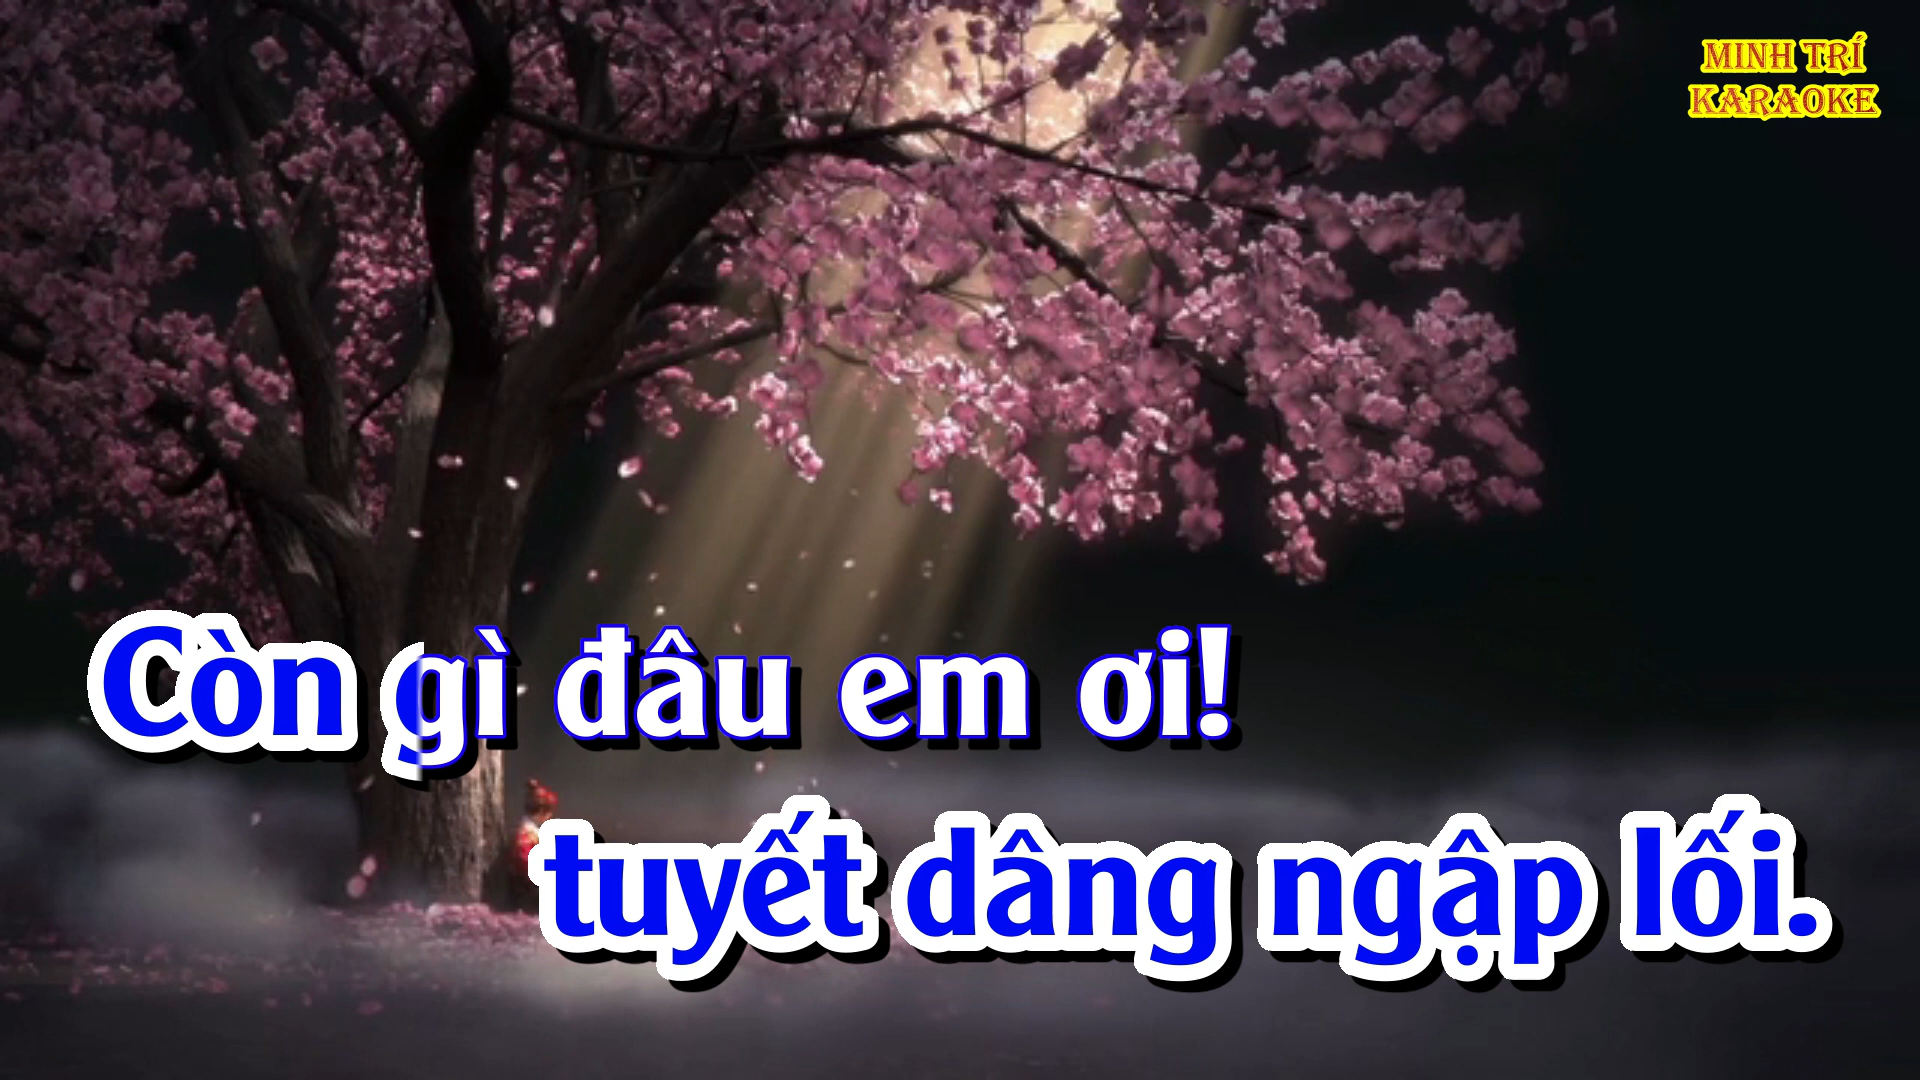 MINH TRÍ
KARAOKE
Còn gì đâu em ơi!
tuyết dâng ngập lối.